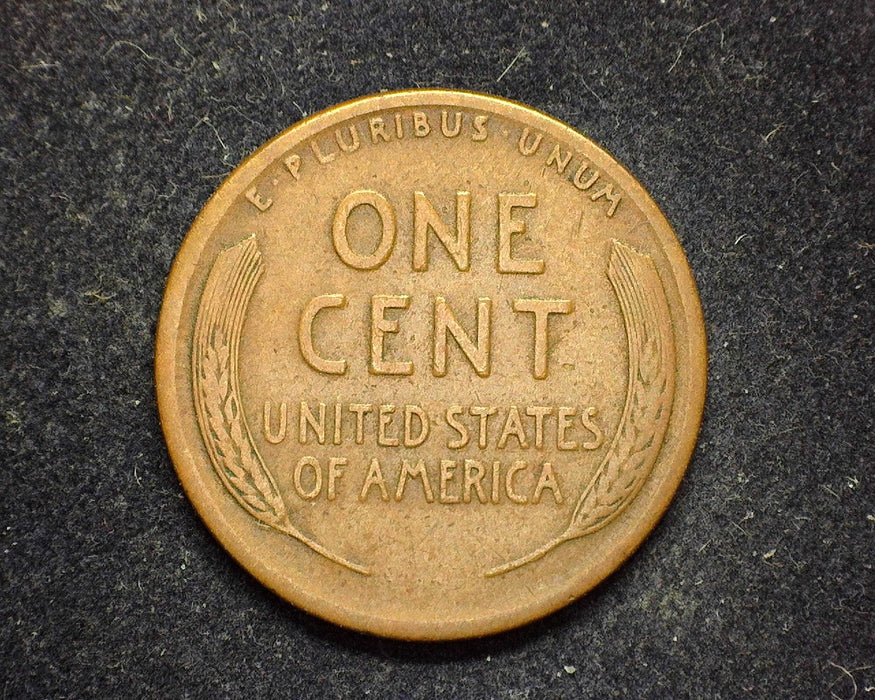 E·PLURIBUS·UNUM
ONE
CENT
UNITED·STATES
OF AMERICA